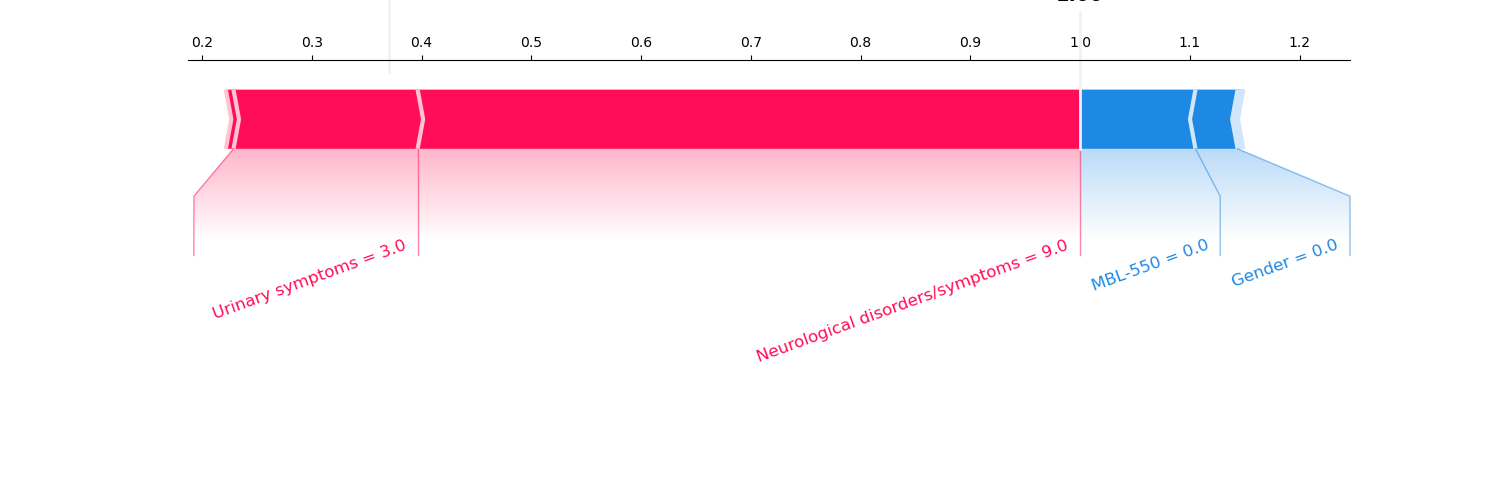 0.2 0.3 0.4 0.5 0.6 0.7 0.8 0.9 1.0 1.1 1.2
Urinary symptoms = 3.0
Neurological disorders/symptoms = 9.0
MBL-550 = 0.0
Gender = 0.0